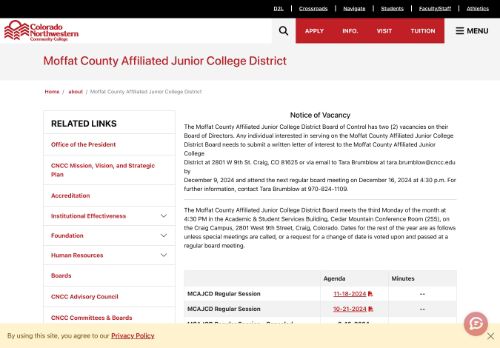 D2L
Crossroads
Navigate
Students
Faculty/Staff
Athletics
Colorado
Northwestern
Community College
APPLY
INFO.
VISIT
TUITION
MENU
Moffat County Affiliated Junior College District
Home / about / Moffat County Affiliated Junior College District
RELATED LINKS
Office of the President
CNCC Mission, Vision, and Strategic
Plan
Accreditation
Institutional Effectiveness
Foundation
Human Resources
Boards
CNCC Advisory Council
CNCC Committees & Boards
Notice of Vacancy
The Moffat County Affiliated Junior College District Board of Control has two (2) vacancies on their
Board of Directors. Any individual interested in serving on the Moffat County Affiliated Junior College
District Board needs to submit a written letter of interest to the Moffat County Affiliated Junior
College
District at 2801 W 9th St. Craig, CO 81625 or via email to Tara Brumblow at tara.brumblow@cncc.edu
by
December 9, 2024 and attend the next regular board meeting on December 16, 2024 at 4:30 p.m. For
further information, contact Tara Brumblow at 970-824-1109.
The Moffat County Affiliated Junior College District Board meets the third Monday of the month at
4:30 PM in the Academic & Student Services Building, Cedar Mountain Conference Room (255), on
the Craig Campus, 2801 West 9th Street, Craig, Colorado. Dates for the rest of the year are as follows
unless special meetings are called, or a request for a change of date is voted upon and passed at a
regular board meeting.
Agenda Minutes
MCAJCD Regular Session 11-18-2024 --
MCAJCD Regular Session 10-21-2024 --
By using this site, you agree to our Privacy Policy